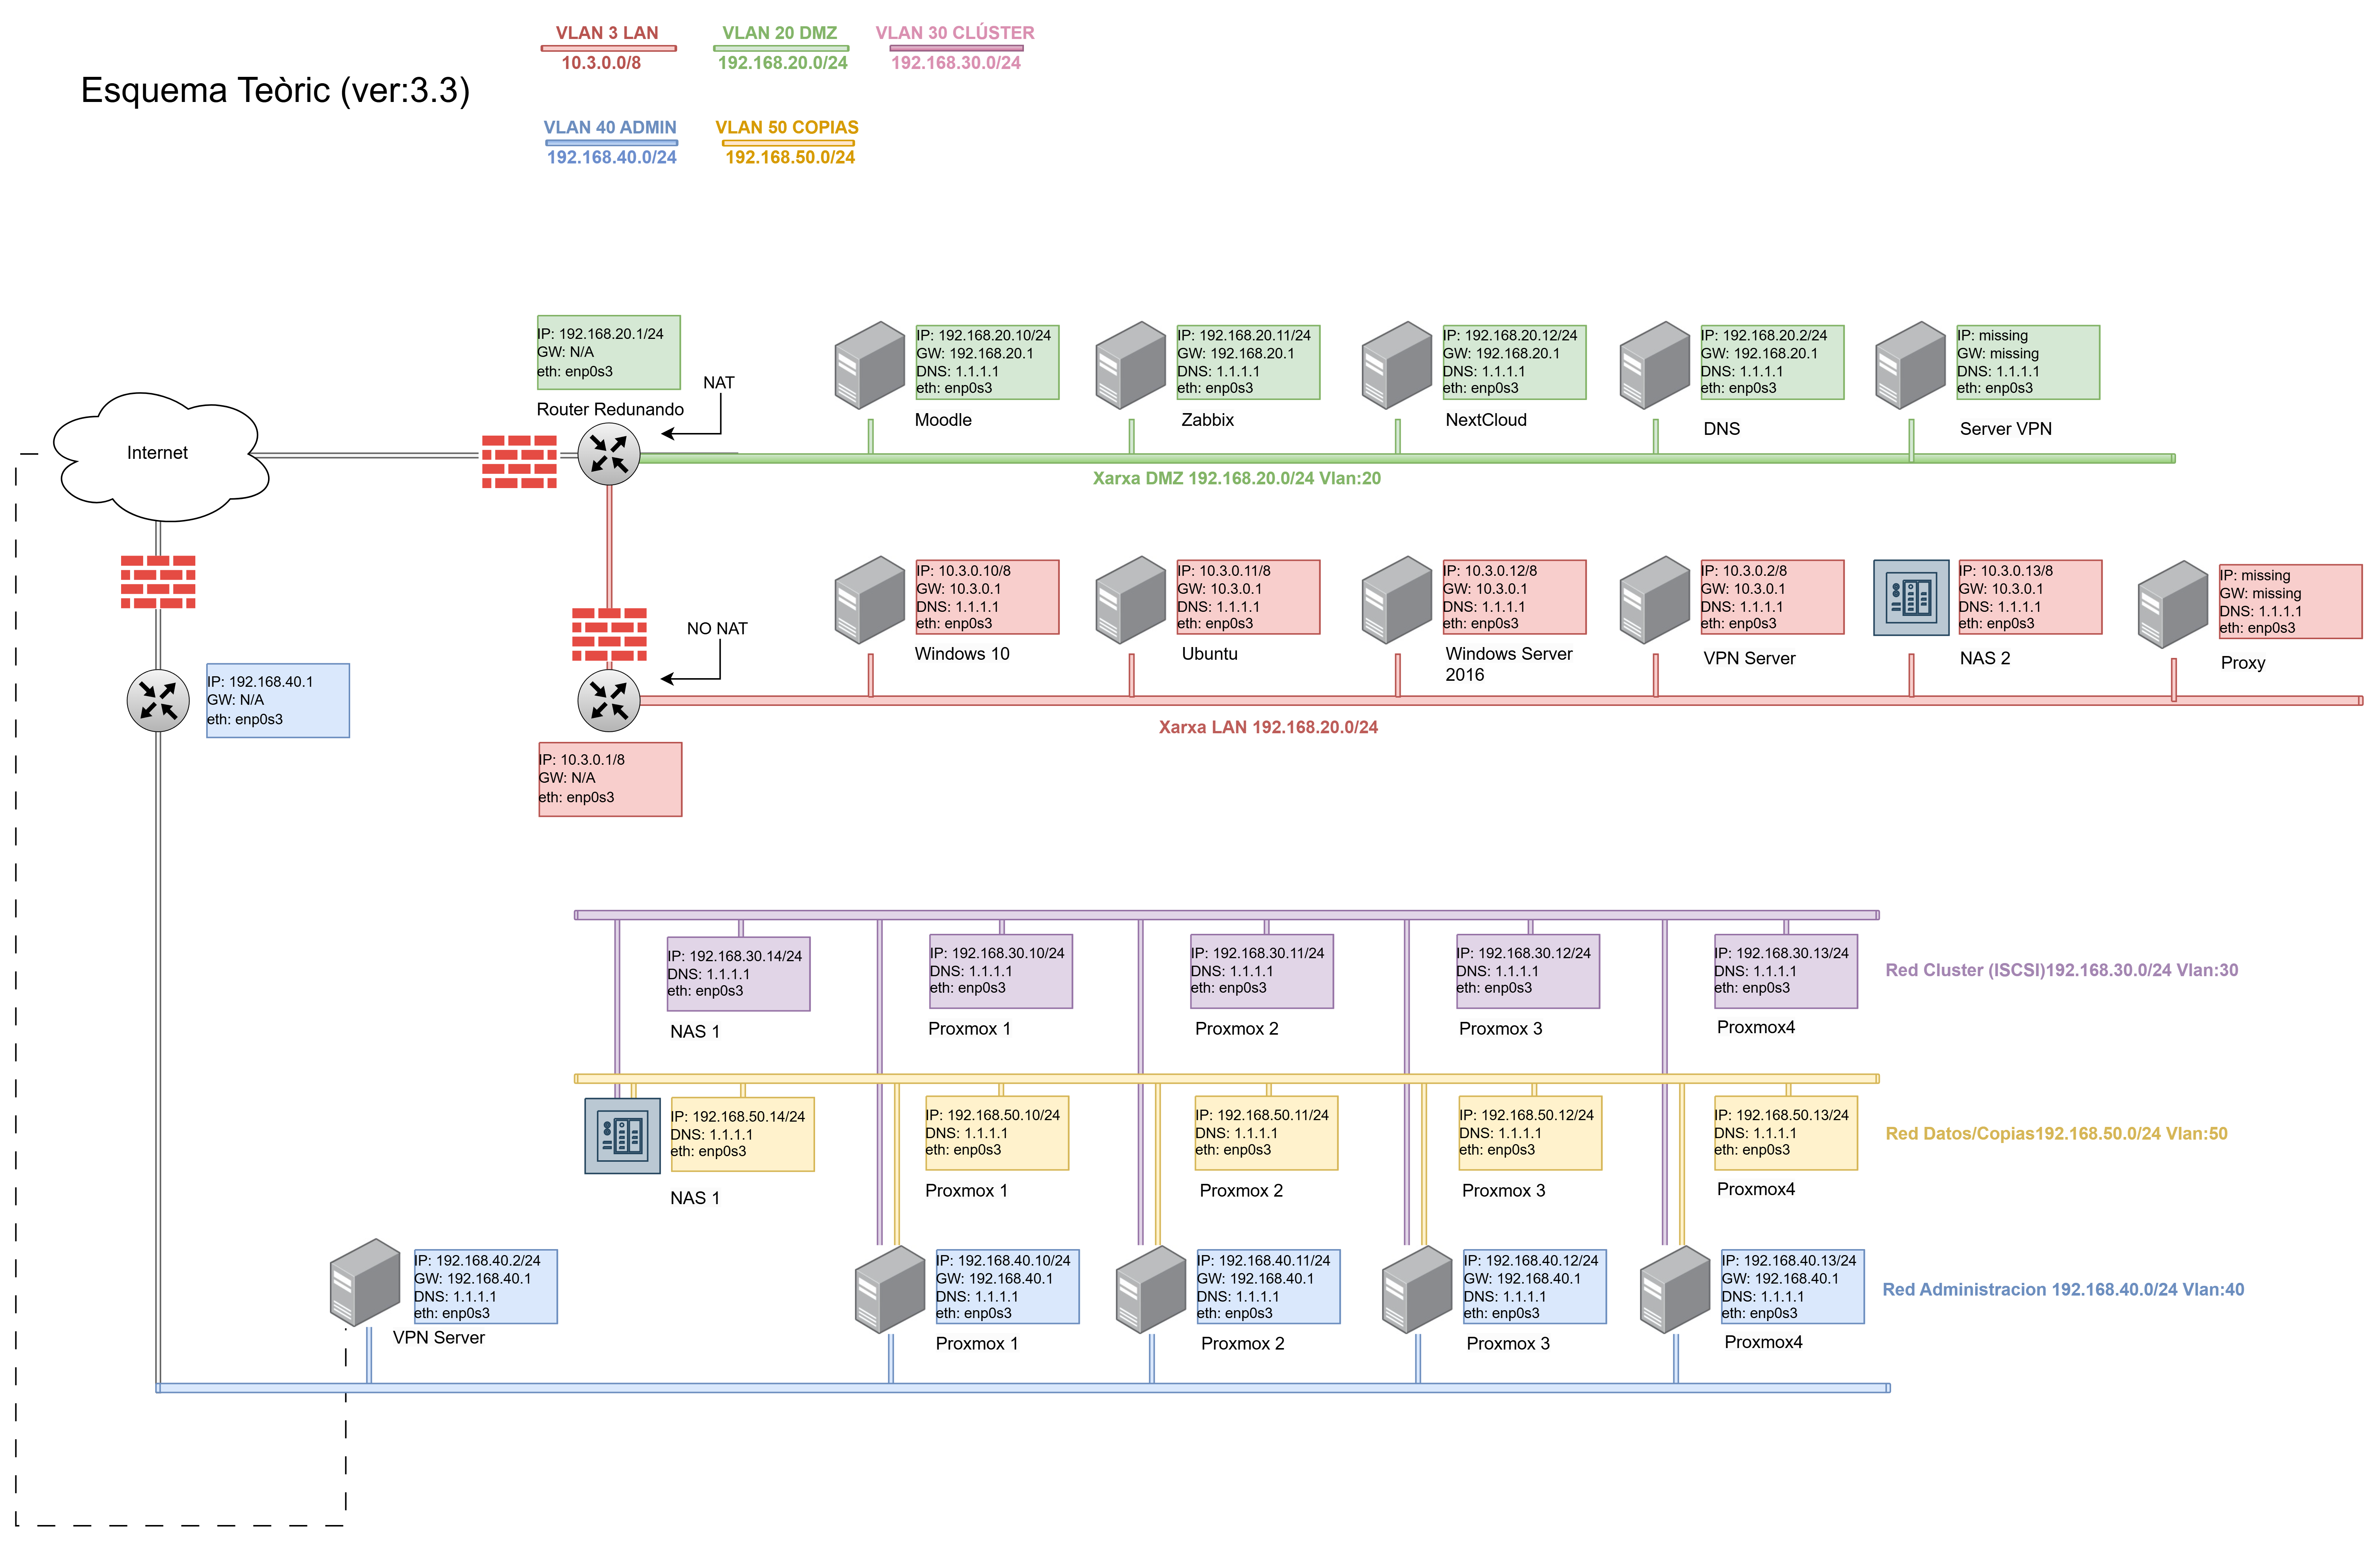 VLAN 3 LAN
10.3.0.0/8
VLAN 20 DMZ
192.168.20.0/24
VLAN 30 CLÚSTER
192.168.30.0/24
Esquema Teòric (ver:3.3)
VLAN 40 ADMIN
192.168.40.0/24
VLAN 50 COPIAS
192.168.50.0/24
IP: 192.168.20.1/24
GW: N/A
eth: enp0s3
Router Redunando
NAT
Internet
IP: 192.168.20.10/24
GW: 192.168.20.1
DNS: 1.1.1.1
eth: enp0s3
Moodle
IP: 192.168.20.11/24
GW: 192.168.20.1
DNS: 1.1.1.1
eth: enp0s3
Zabbix
IP: 192.168.20.12/24
GW: 192.168.20.1
DNS: 1.1.1.1
eth: enp0s3
NextCloud
IP: 192.168.20.2/24
GW: 192.168.20.1
DNS: 1.1.1.1
eth: enp0s3
DNS
IP: missing
GW: missing
DNS: 1.1.1.1
eth: enp0s3
Server VPN
Xarxa DMZ 192.168.20.0/24 Vlan:20
NO NAT
IP: 10.3.0.10/8
GW: 10.3.0.1
DNS: 1.1.1.1
eth: enp0s3
Windows 10
IP: 10.3.0.11/8
GW: 10.3.0.1
DNS: 1.1.1.1
eth: enp0s3
Ubuntu
IP: 10.3.0.12/8
GW: 10.3.0.1
DNS: 1.1.1.1
eth: enp0s3
Windows Server
2016
IP: 10.3.0.2/8
GW: 10.3.0.1
DNS: 1.1.1.1
eth: enp0s3
VPN Server
IP: 10.3.0.13/8
GW: 10.3.0.1
DNS: 1.1.1.1
eth: enp0s3
NAS 2
IP: missing
GW: missing
DNS: 1.1.1.1
eth: enp0s3
Proxy
IP: 192.168.40.1
GW: N/A
eth: enp0s3
Xarxa LAN 192.168.20.0/24
IP: 10.3.0.1/8
GW: N/A
eth: enp0s3
IP: 192.168.30.14/24
DNS: 1.1.1.1
eth: enp0s3
NAS 1
IP: 192.168.30.10/24
DNS: 1.1.1.1
eth: enp0s3
Proxmox 1
IP: 192.168.30.11/24
DNS: 1.1.1.1
eth: enp0s3
Proxmox 2
IP: 192.168.30.12/24
DNS: 1.1.1.1
eth: enp0s3
Proxmox 3
IP: 192.168.30.13/24
DNS: 1.1.1.1
eth: enp0s3
Proxmox4
Red Cluster (ISCSI)192.168.30.0/24 Vlan:30
IP: 192.168.50.14/24
DNS: 1.1.1.1
eth: enp0s3
NAS 1
IP: 192.168.50.10/24
DNS: 1.1.1.1
eth: enp0s3
Proxmox 1
IP: 192.168.50.11/24
DNS: 1.1.1.1
eth: enp0s3
Proxmox 2
IP: 192.168.50.12/24
DNS: 1.1.1.1
eth: enp0s3
Proxmox 3
IP: 192.168.50.13/24
DNS: 1.1.1.1
eth: enp0s3
Proxmox4
Red Datos/Copias192.168.50.0/24 Vlan:50
IP: 192.168.40.2/24
GW: 192.168.40.1
DNS: 1.1.1.1
eth: enp0s3
VPN Server
IP: 192.168.40.10/24
GW: 192.168.40.1
DNS: 1.1.1.1
eth: enp0s3
Proxmox 1
IP: 192.168.40.11/24
GW: 192.168.40.1
DNS: 1.1.1.1
eth: enp0s3
Proxmox 2
IP: 192.168.40.12/24
GW: 192.168.40.1
DNS: 1.1.1.1
eth: enp0s3
Proxmox 3
IP: 192.168.40.13/24
GW: 192.168.40.1
DNS: 1.1.1.1
eth: enp0s3
Proxmox4
Red Administracion 192.168.40.0/24 Vlan:40